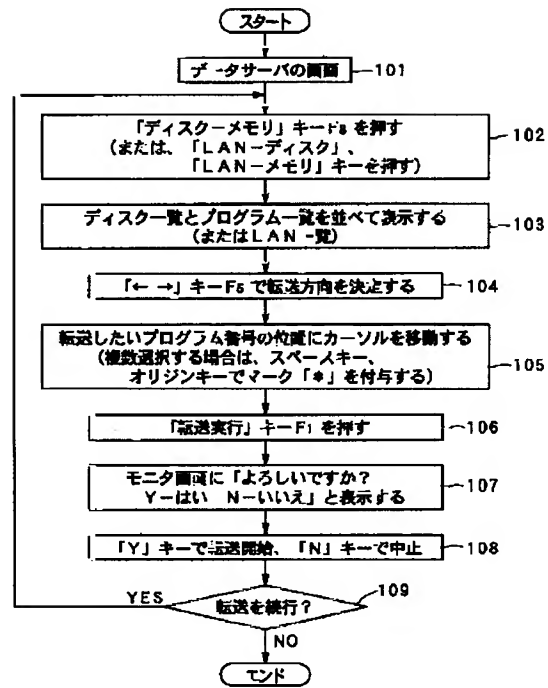 スタート
データサーバの画面
101
「ディスク－メモリ」キーF8 を押す
（または、「LAN－ディスク」、
「LAN－メモリ」キーを押す）
102
ディスク一覧とプログラム一覧を並べて表示する
（またはLAN一覧）
103
「← →」キーF5 で転送方向を決定する
104
転送したいプログラム番号の位置にカーソルを移動する
（複数選択する場合は、スペースキー、
オリジンキーでマーク「＊」を付与する）
105
「転送実行」キーF1 を押す
106
モニタ画面に「よろしいですか？
Y－はい N－いいえ」と表示する
107
「Y」キーで転送開始、「N」キーで中止
108
転送を続行？
109
YES
NO
エンド